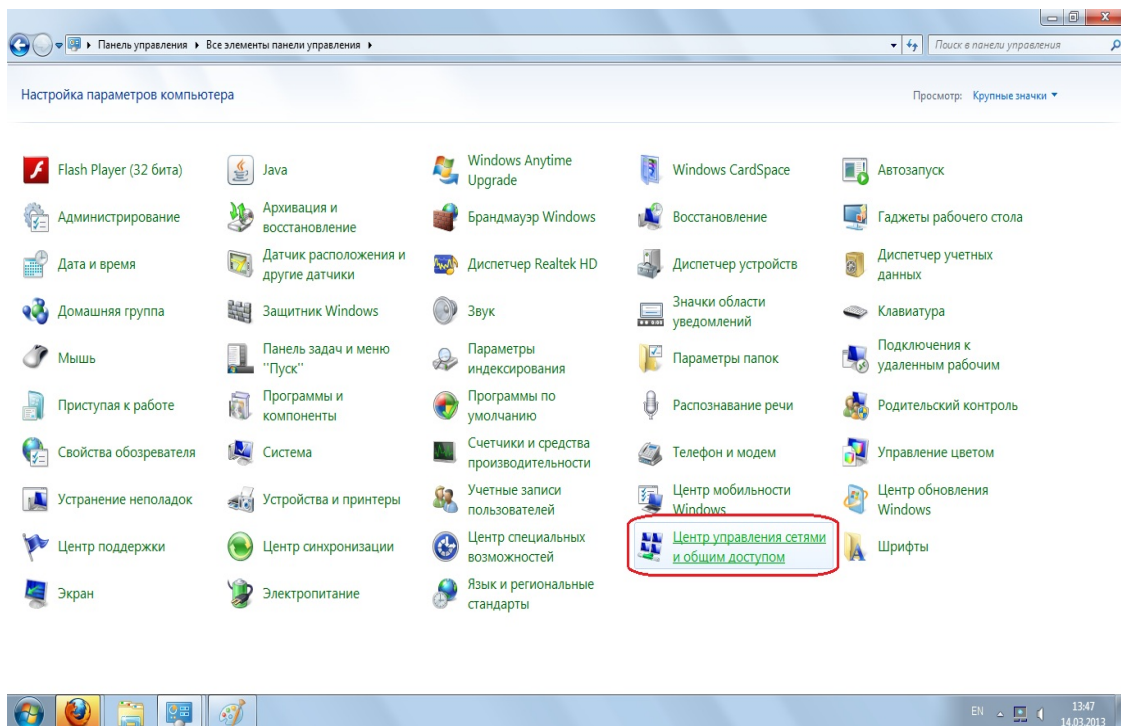 Панель управления ▸ Все элементы панели управления ▸
Поиск в панели управления
Настройка параметров компьютера
Просмотр: Крупные значки
Flash Player (32 бита)
Java
Windows Anytime
Upgrade
Windows CardSpace
Автозапуск
Администрирование
Архивация и
восстановление
Брандмауэр Windows
Восстановление
Гаджеты рабочего стола
Дата и время
Датчик расположения и
другие датчики
Диспетчер Realtek HD
Диспетчер устройств
Диспетчер учетных
данных
Домашняя группа
Защитник Windows
Звук
Значки области
уведомлений
Клавиатура
Мышь
Панель задач и меню
"Пуск"
Параметры
индексирования
Параметры папок
Подключения к
удаленным рабочим
Приступая к работе
Программы и
компоненты
Программы по
умолчанию
Распознавание речи
Родительский контроль
Свойства обозревателя
Система
Счетчики и средства
производительности
Телефон и модем
Управление цветом
Устранение неполадок
Устройства и принтеры
Учетные записи
пользователей
Центр мобильности
Windows
Центр обновления
Windows
Центр поддержки
Центр синхронизации
Центр специальных
возможностей
Центр управления сетями
и общим доступом
Шрифты
Экран
Электропитание
Язык и региональные
стандарты
EN
13:47
14.03.2013